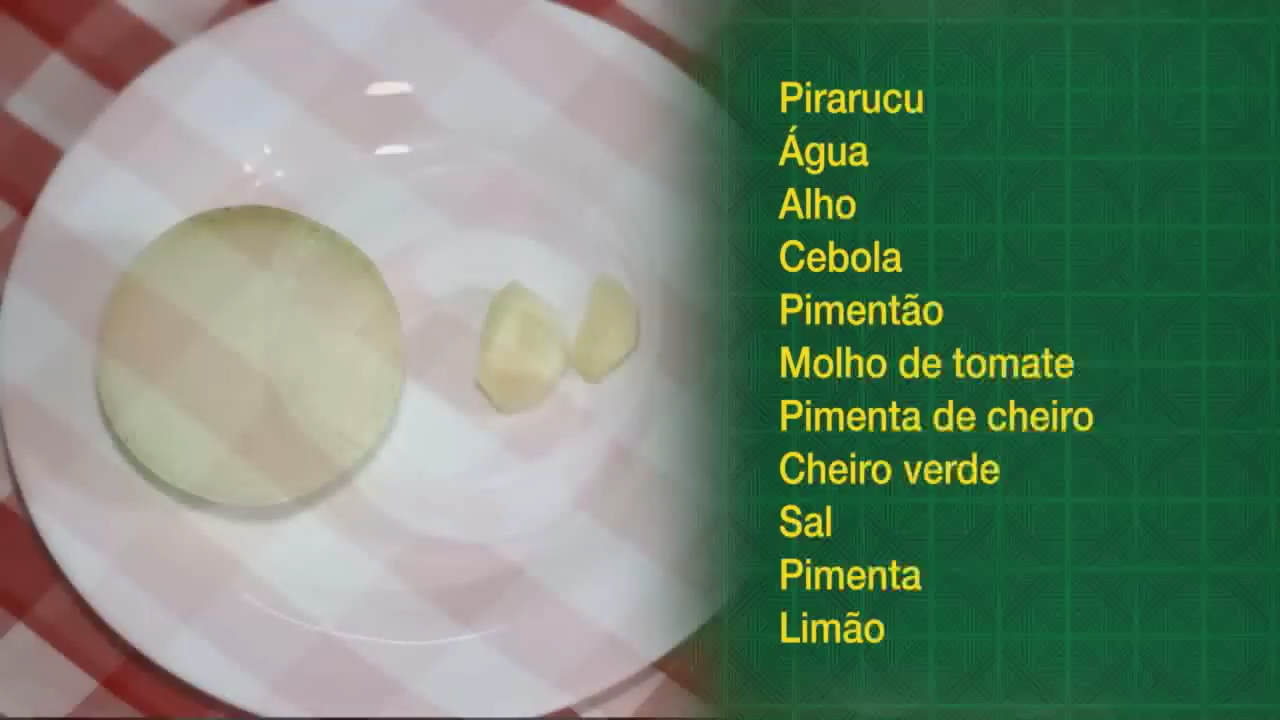 Pirarucu
Água
Alho
Cebola
Pimentão
Molho de tomate
Pimenta de cheiro
Cheiro verde
Sal
Pimenta
Limão